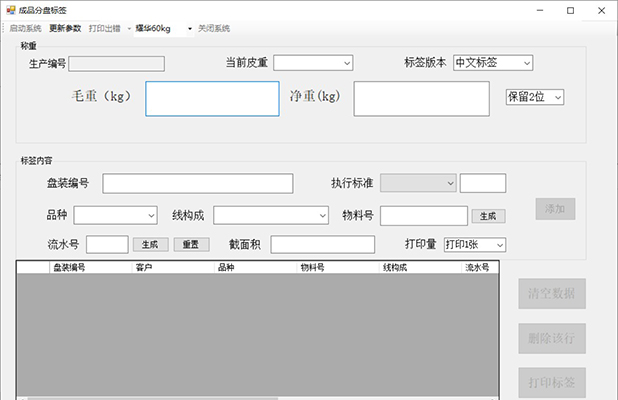 成品分盘标签
启动系统 更新参数 打印出错 耀华60kg 关闭系统
称重
生产编号 当前皮重 标签版本 中文标签
毛重（kg） 净重(kg) 保留2位
标签内容
盘装编号 执行标准
添加
品种 线构成 物料号 生成
流水号 生成 重置 截面积 打印量 打印1张
盘装编号 客户 品种 物料号 线构成 流水号
清空数据
删除该行
打印标签